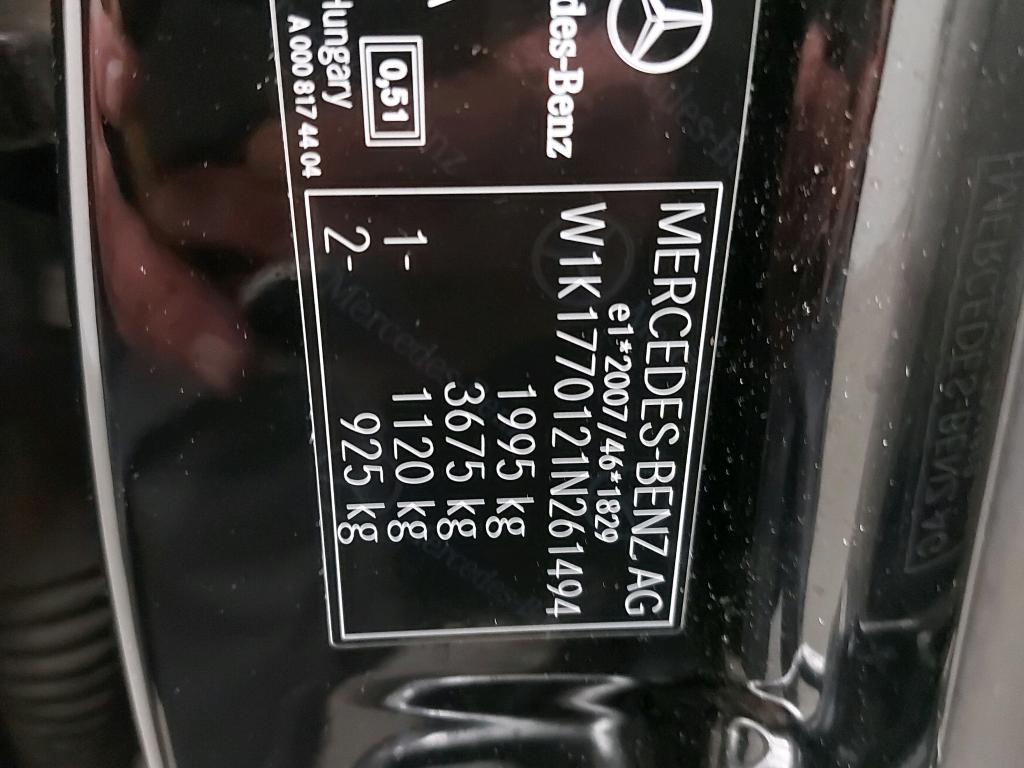 Mercedes-Benz
0,51
Hungary
A 000 817 44 04
MERCEDES-BENZ AG
e1*2007/46*1829
W1K1770121N261494
1995 kg
3675 kg
1- 1120 kg
2- 925 kg